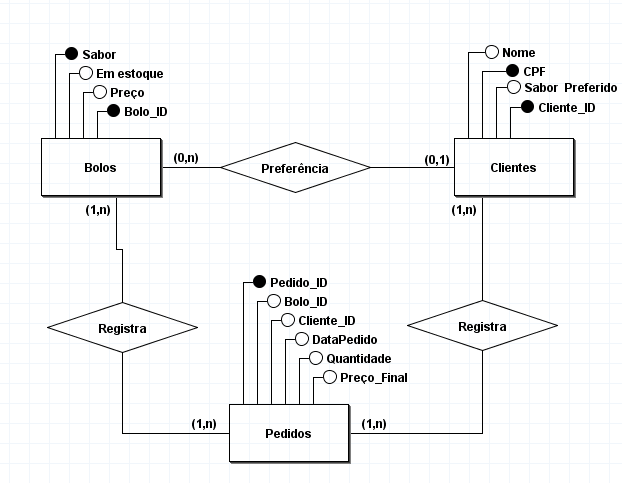 Sabor
Em estoque
Preço
Bolo_ID
Nome
CPF
Sabor Preferido
Cliente_ID
Bolos
(0,n)
Preferência
(0,1)
Clientes
(1,n)
(1,n)
Registra
Pedido_ID
Bolo_ID
Cliente_ID
DataPedido
Quantidade
Preço_Final
Registra
(1,n)
Pedidos
(1,n)